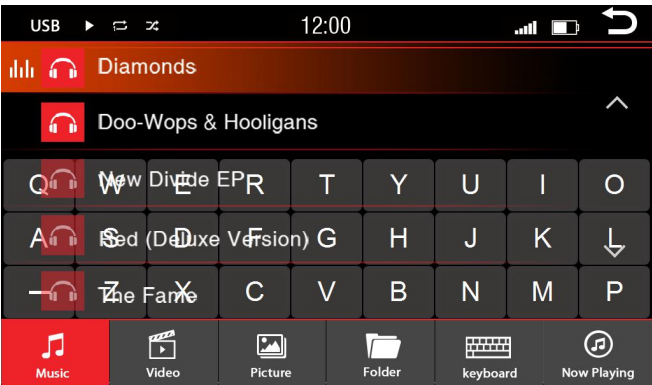 USB 12:00
Diamonds
Doo-Wops & Hooligans
New Divide EP
Q W E R T Y U I O
Red (Deluxe Version)
A S D F G H J K L
The Fame
Z X C V B N M P
Music Video Picture Folder keyboard Now Playing